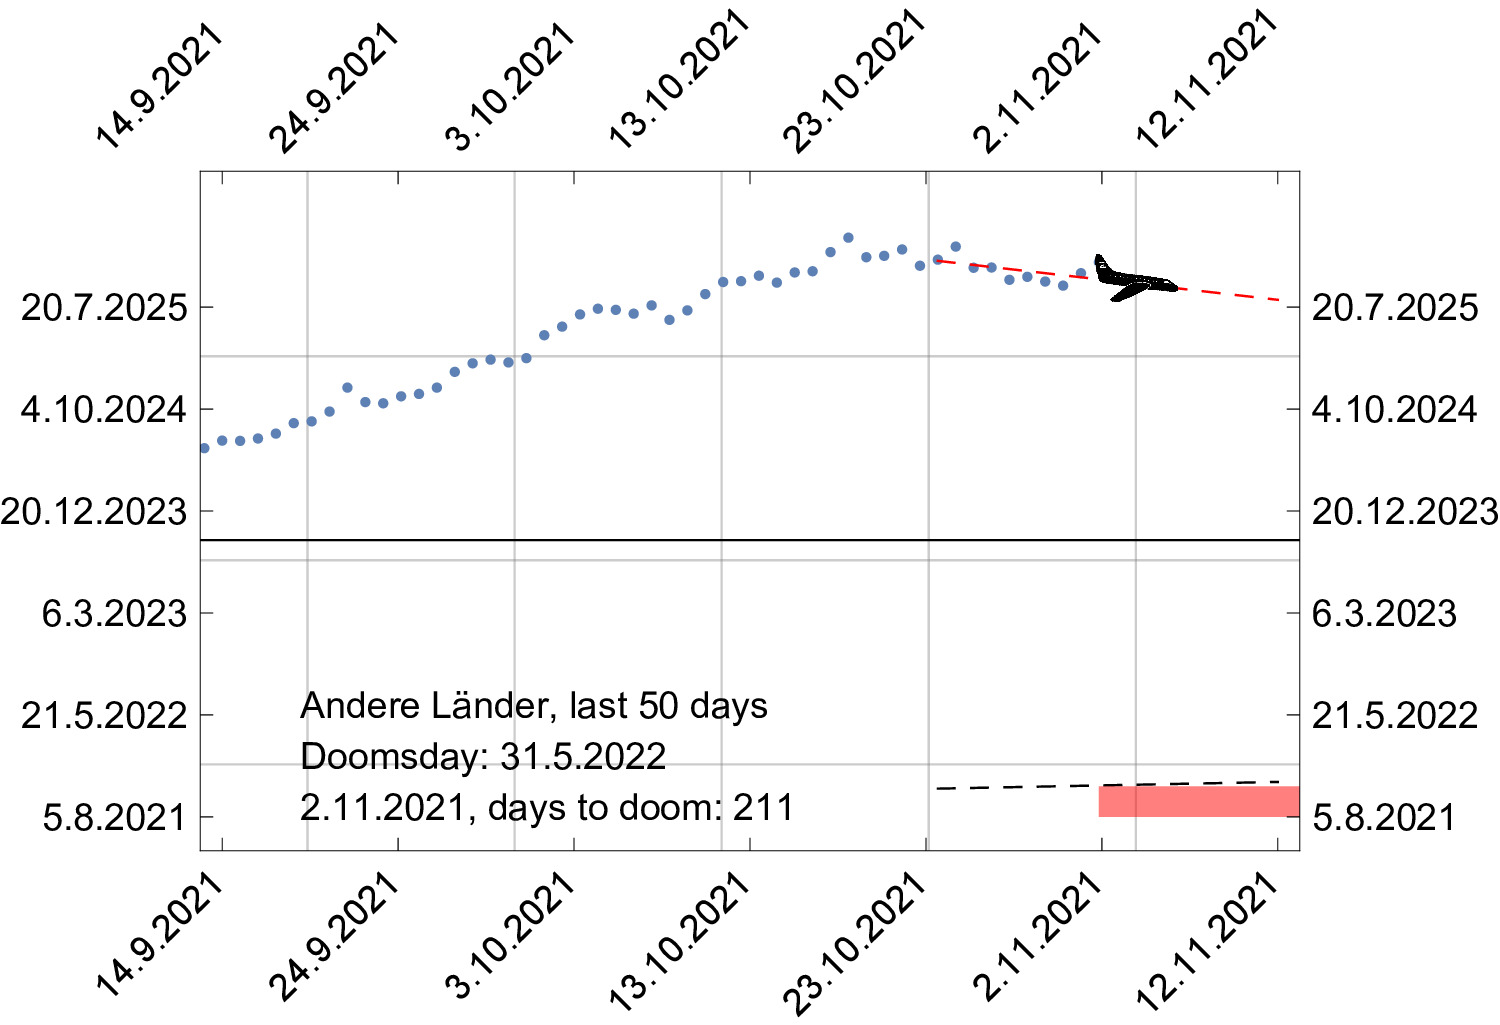 14.9.2021 24.9.2021 3.10.2021 13.10.2021 23.10.2021 2.11.2021 12.11.2021
20.7.2025 20.7.2025
4.10.2024 4.10.2024
20.12.2023 20.12.2023
6.3.2023 6.3.2023
21.5.2022 21.5.2022
5.8.2021 5.8.2021
Andere Länder, last 50 days
Doomsday: 31.5.2022
2.11.2021, days to doom: 211
14.9.2021 24.9.2021 3.10.2021 13.10.2021 23.10.2021 2.11.2021 12.11.2021